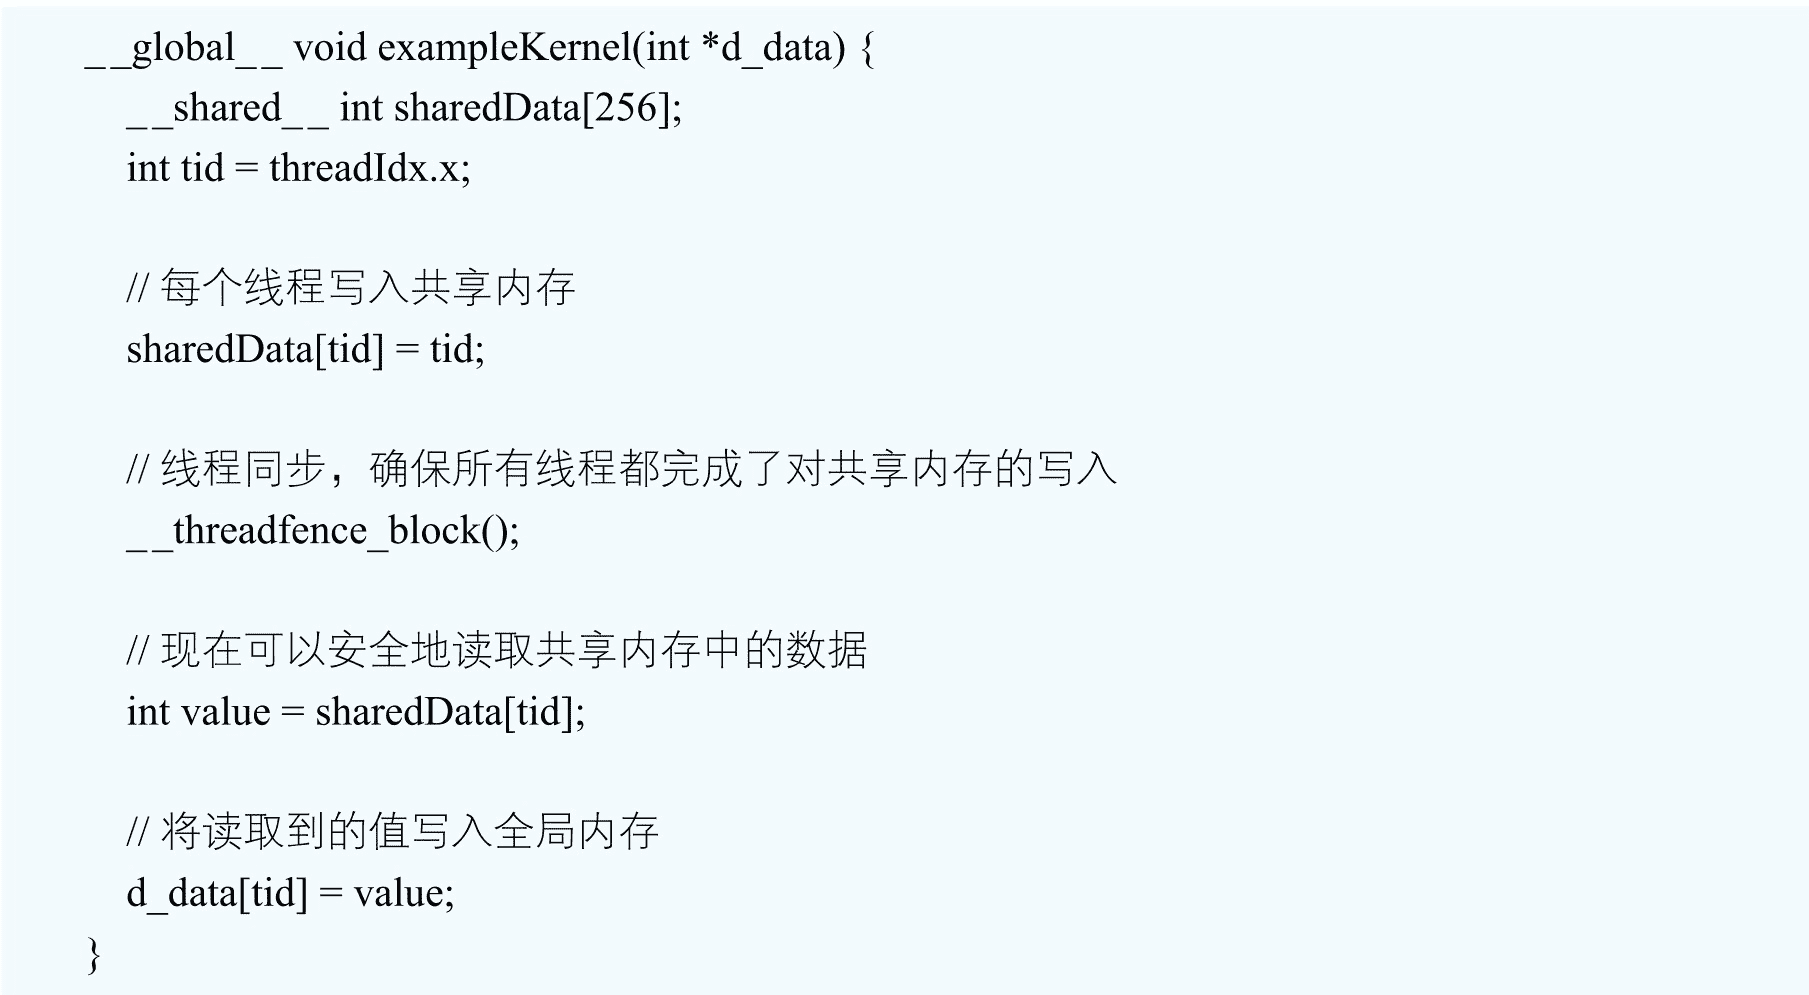 __global__ void exampleKernel(int *d_data) {
__shared__ int sharedData[256];
int tid = threadIdx.x;
// 每个线程写入共享内存
sharedData[tid] = tid;
// 线程同步，确保所有线程都完成了对共享内存的写入
__threadfence_block();
// 现在可以安全地读取共享内存中的数据
int value = sharedData[tid];
// 将读取到的值写入全局内存
d_data[tid] = value;
}